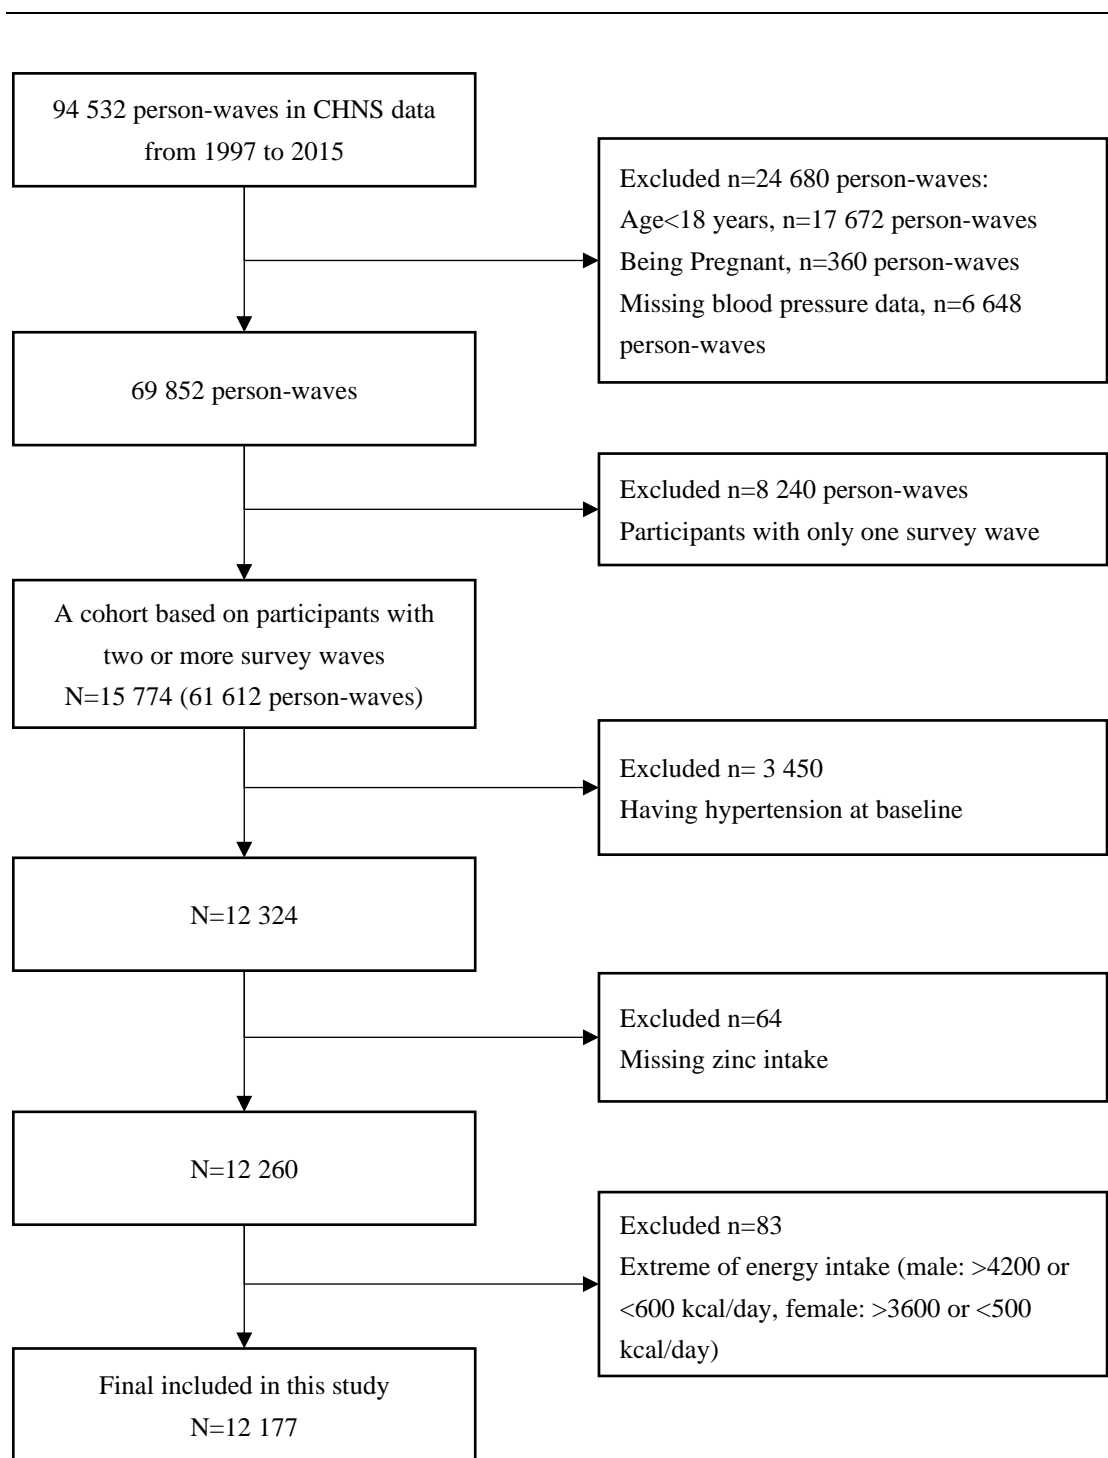 94 532 person-waves in CHNS data
from 1997 to 2015
Excluded n=24 680 person-waves:
Age<18 years, n=17 672 person-waves
Being Pregnant, n=360 person-waves
Missing blood pressure data, n=6 648
person-waves
69 852 person-waves
Excluded n=8 240 person-waves
Participants with only one survey wave
A cohort based on participants with
two or more survey waves
N=15 774 (61 612 person-waves)
Excluded n= 3 450
Having hypertension at baseline
N=12 324
Excluded n=64
Missing zinc intake
N=12 260
Excluded n=83
Extreme of energy intake (male: >4200 or
<600 kcal/day, female: >3600 or <500
kcal/day)
Final included in this study
N=12 177